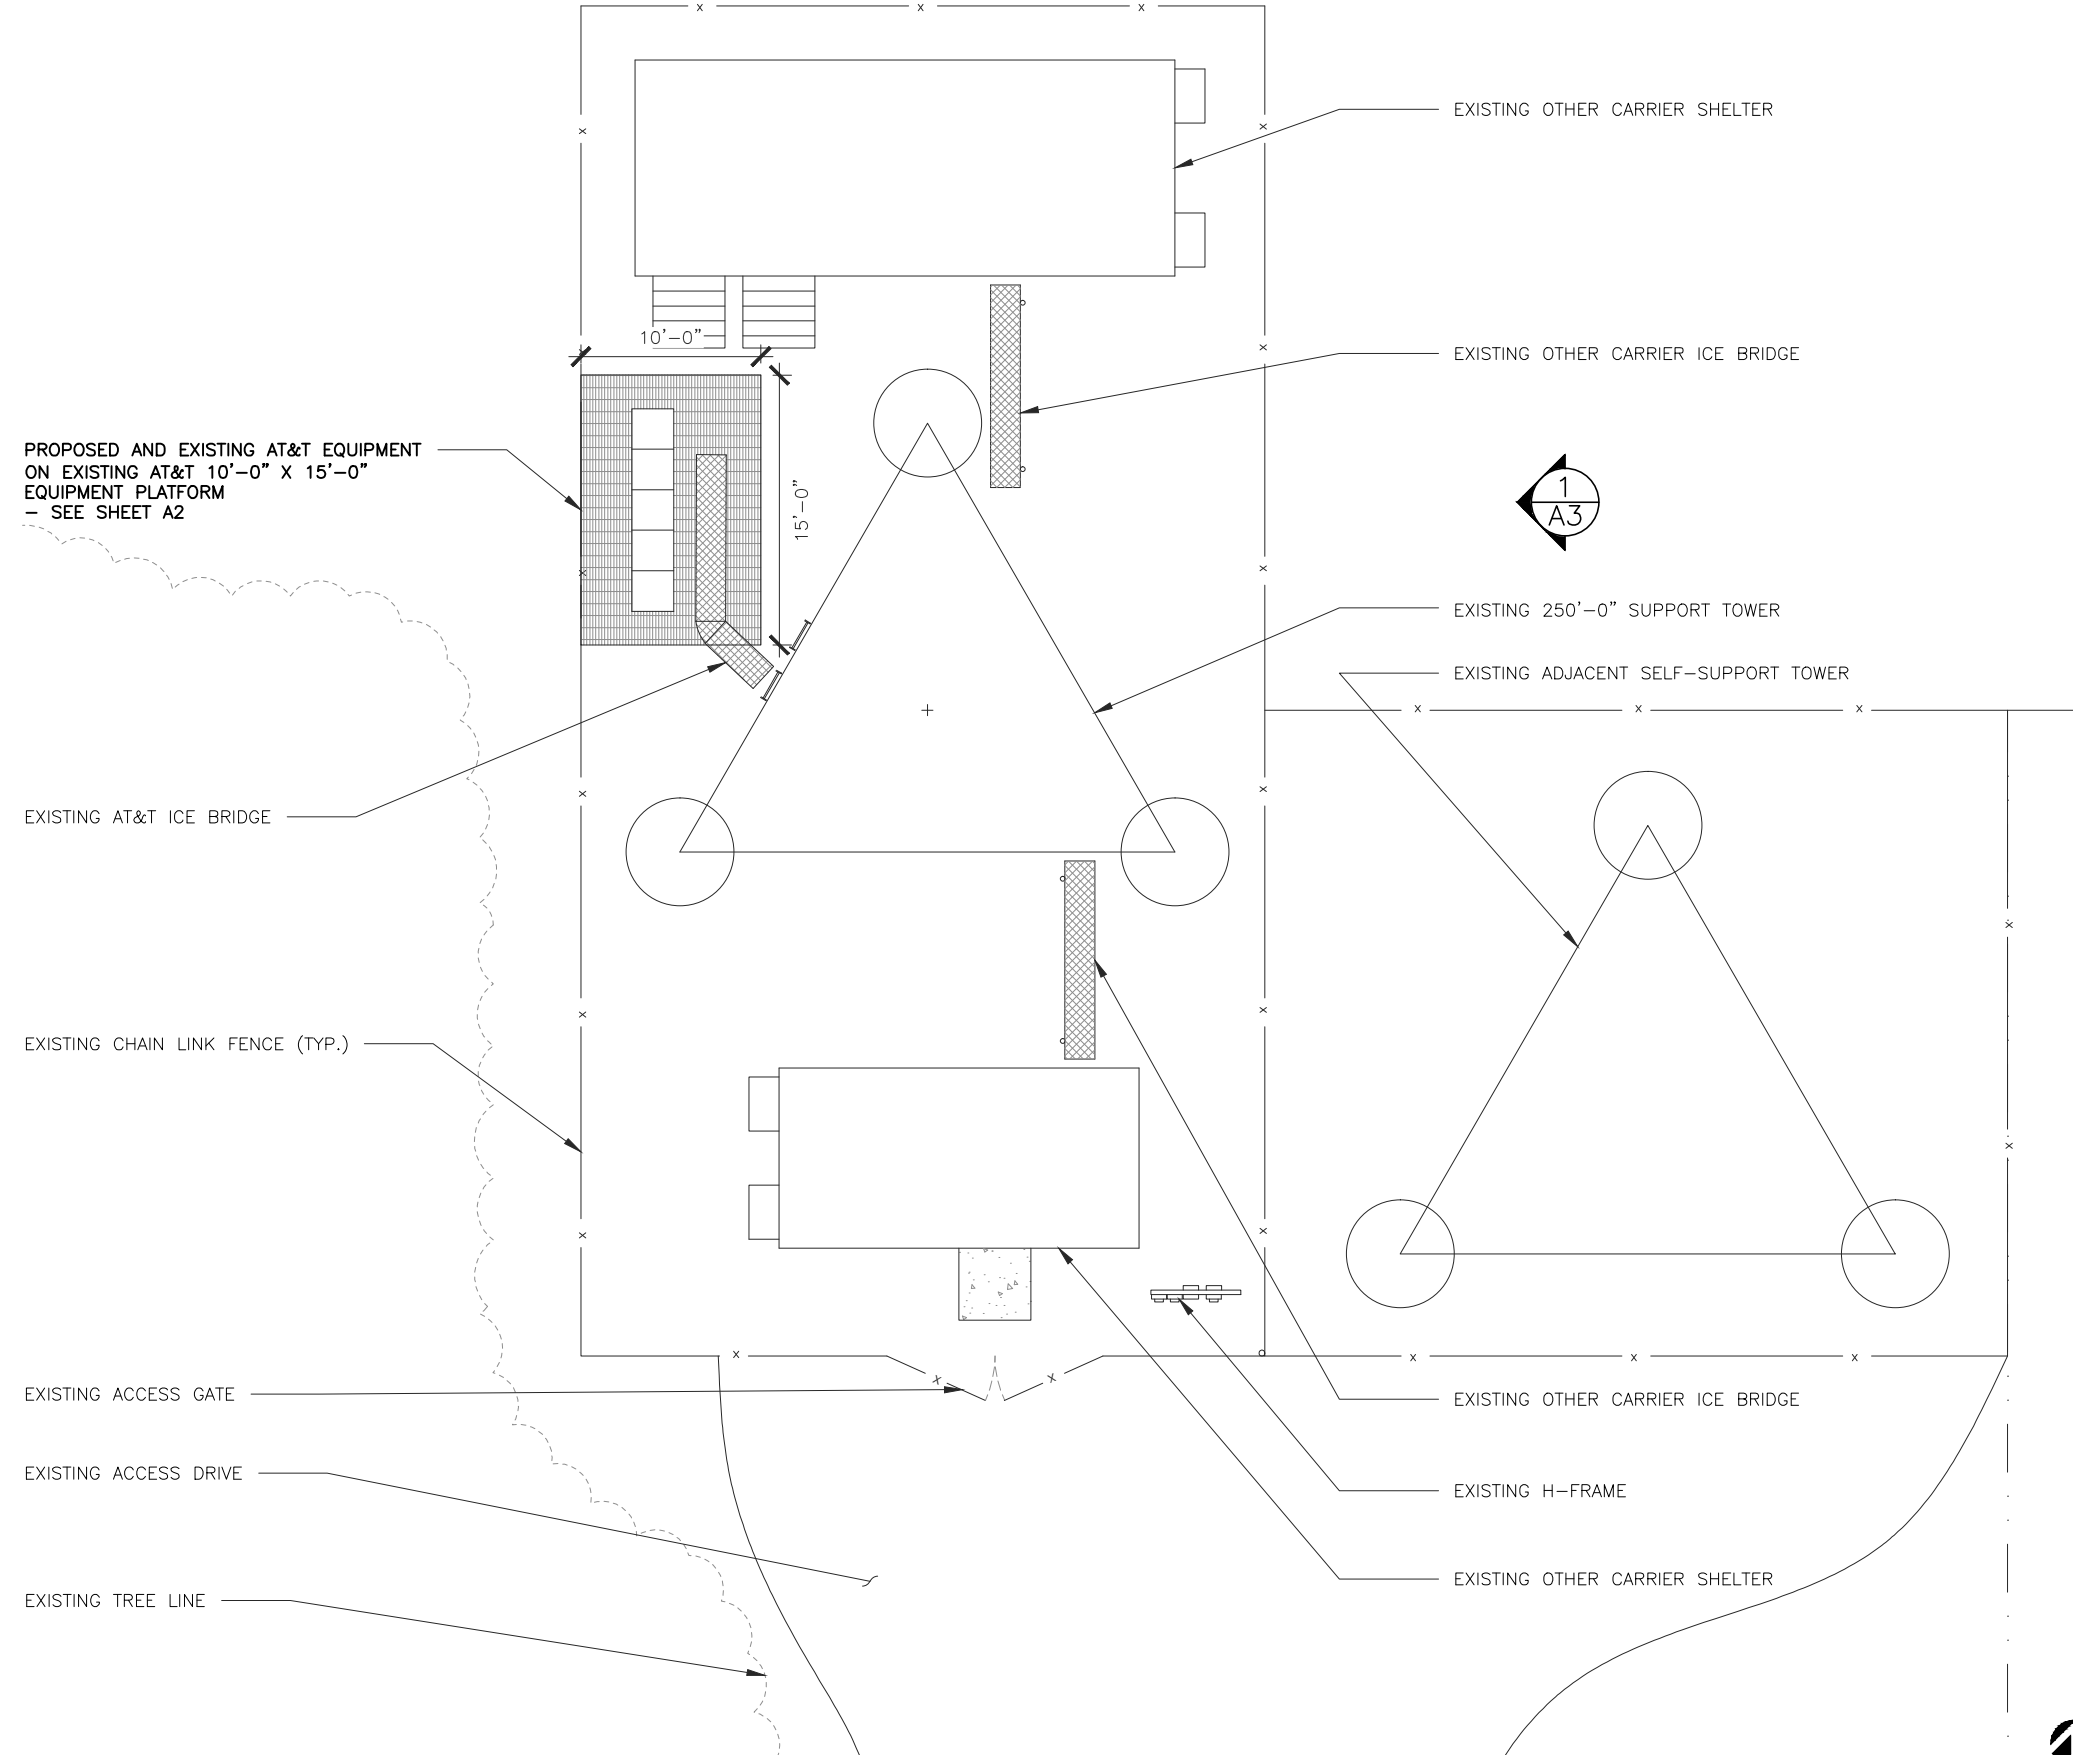 EXISTING OTHER CARRIER SHELTER
10'-0"
EXISTING OTHER CARRIER ICE BRIDGE
PROPOSED AND EXISTING AT&T EQUIPMENT
ON EXISTING AT&T 10'-0" X 15'-0"
EQUIPMENT PLATFORM
- SEE SHEET A2
15'-0"
1
A3
EXISTING 250'-0" SUPPORT TOWER
EXISTING ADJACENT SELF-SUPPORT TOWER
EXISTING AT&T ICE BRIDGE
EXISTING CHAIN LINK FENCE (TYP.)
EXISTING ACCESS GATE
EXISTING OTHER CARRIER ICE BRIDGE
EXISTING ACCESS DRIVE
EXISTING H-FRAME
EXISTING OTHER CARRIER SHELTER
EXISTING TREE LINE